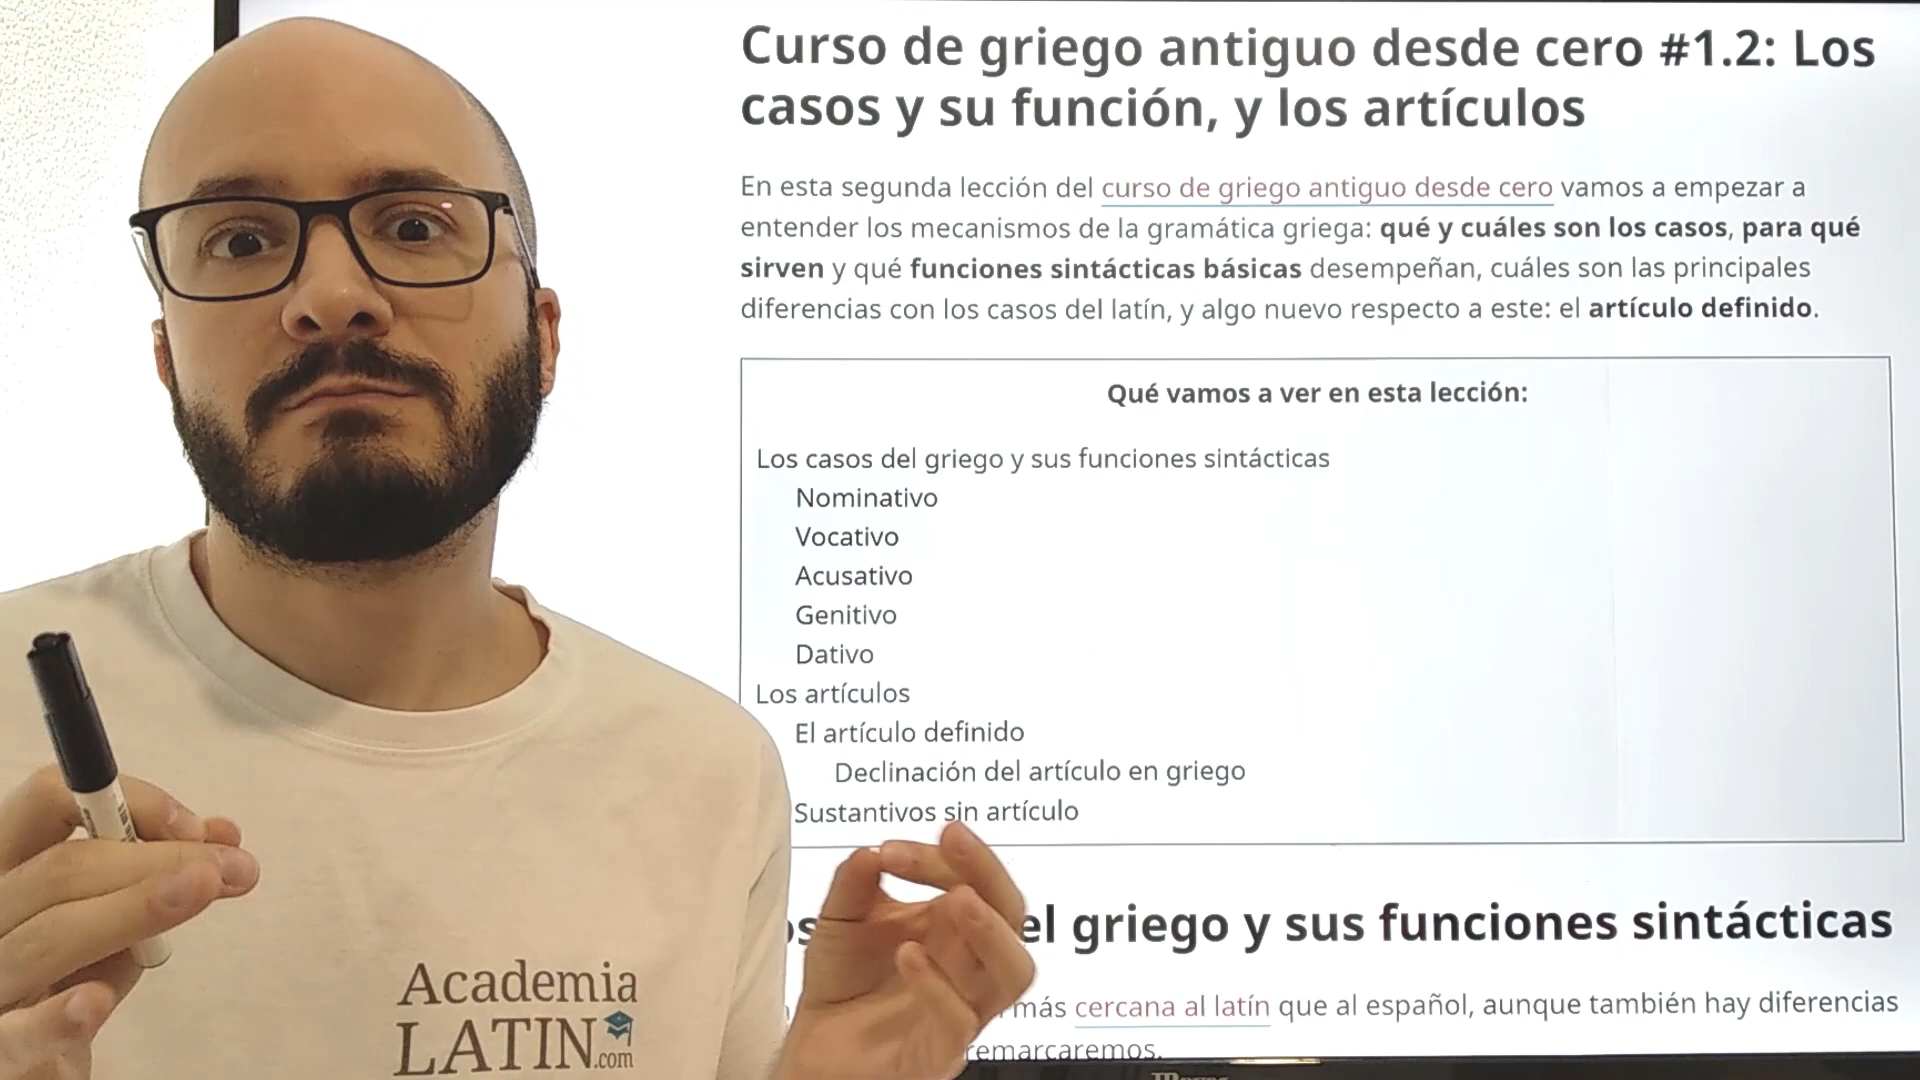 Curso de griego antiguo desde cero #1.2: Los
casos y su función, y los artículos
En esta segunda lección del curso de griego antiguo desde cero vamos a empezar a
entender los mecanismos de la gramática griega: qué y cuáles son los casos, para qué
sirven y qué funciones sintácticas básicas desempeñan, cuáles son las principales
diferencias con los casos del latín, y algo nuevo respecto a este: el artículo definido.
Qué vamos a ver en esta lección:
Los casos del griego y sus funciones sintácticas
Nominativo
Vocativo
Acusativo
Genitivo
Dativo
Los artículos
El artículo definido
Declinación del artículo en griego
Sustantivos sin artículo
el griego y sus funciones sintácticas
más cercana al latín que al español, aunque también hay diferencias
remarcaremos.
Academia
LATIN.com